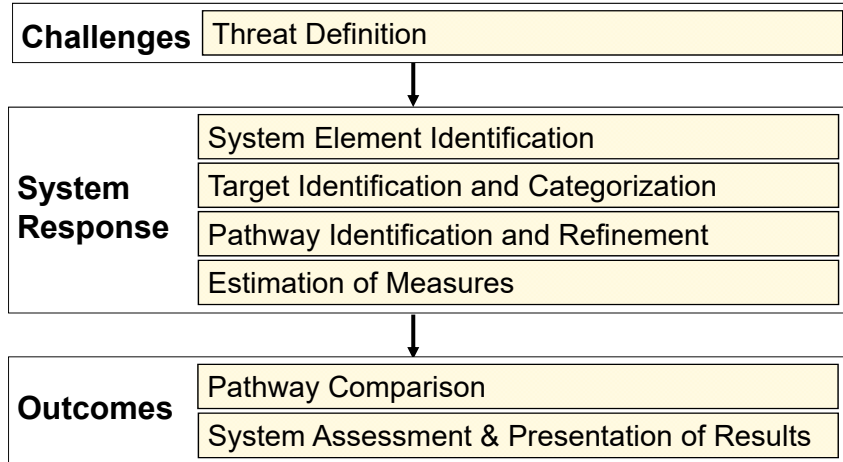 Challenges
Threat Definition
System
Response
System Element Identification
Target Identification and Categorization
Pathway Identification and Refinement
Estimation of Measures
Outcomes
Pathway Comparison
System Assessment & Presentation of Results